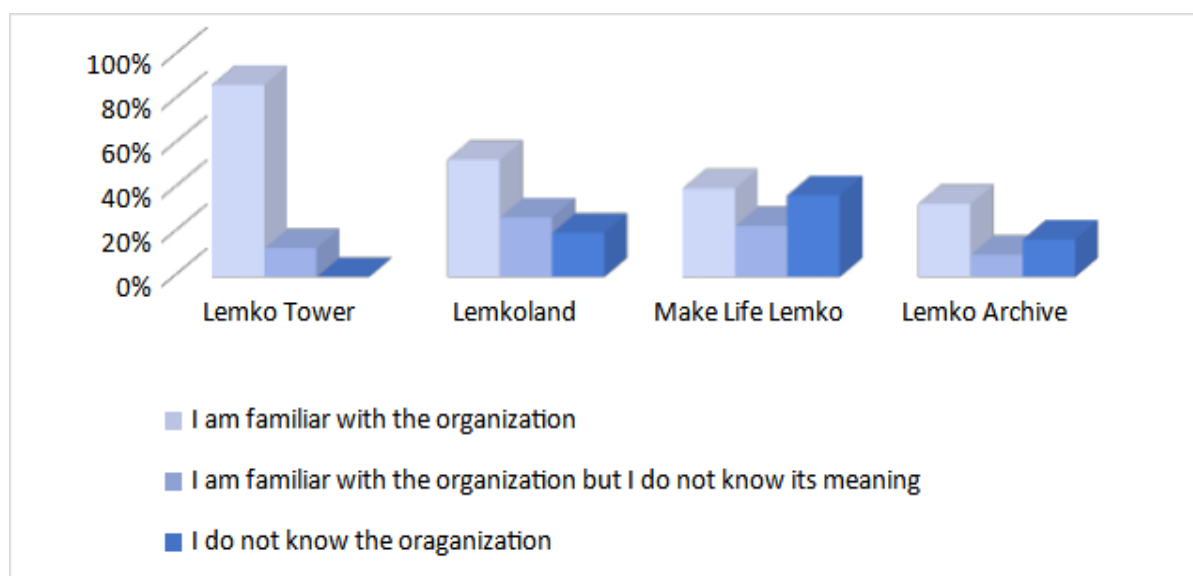 100%
80%
60%
40%
20%
0%
Lemko Tower Lemkoland Make Life Lemko Lemko Archive
I am familiar with the organization
I am familiar with the organization but I do not know its meaning
I do not know the oraganization